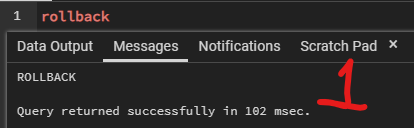 1 rollback
Data Output Messages Notifications Scratch Pad ×
ROLLBACK
Query returned successfully in 102 msec.
1